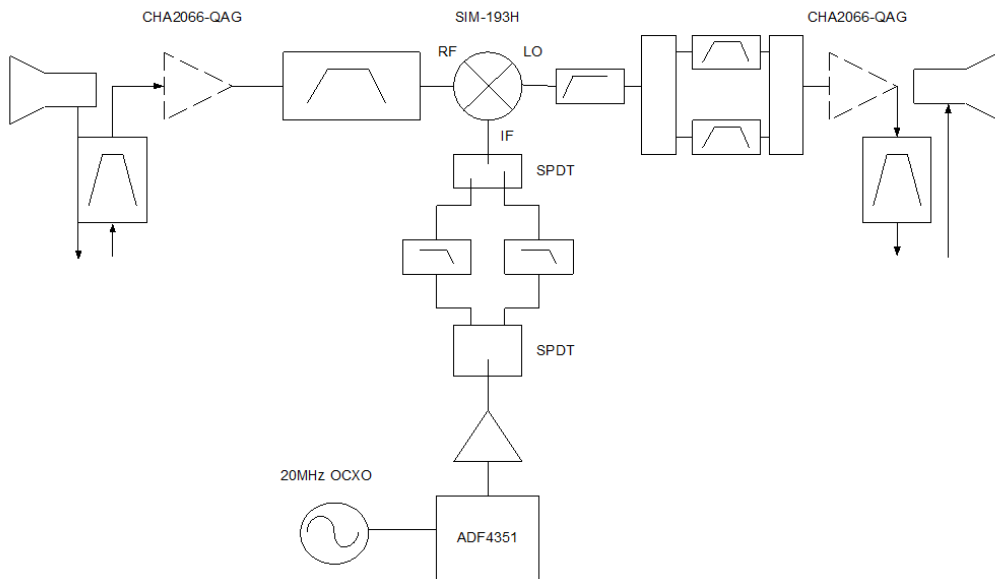 CHA2066-QAG
SIM-193H
CHA2066-QAG
RF
LO
IF
SPDT
SPDT
20MHz OCXO
ADF4351